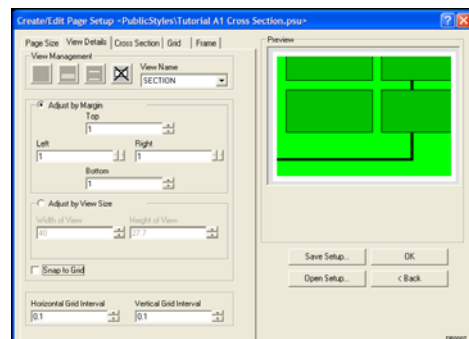 Create/Edit Page Setup <PublicStyles\Tutorial A1 Cross Section.psu>
Page Size View Details Cross Section Grid Frame
View Management
View Name
SECTION
Adjust by Margin
Top
1
Left Right
1 1
Bottom
1
Adjust by View Size
Width of View Height of View
40 27.7
Snap to Grid
Horizontal Grid Interval Vertical Grid Interval
0.1 0.1
Preview
Save Setup... OK
Open Setup... < Back